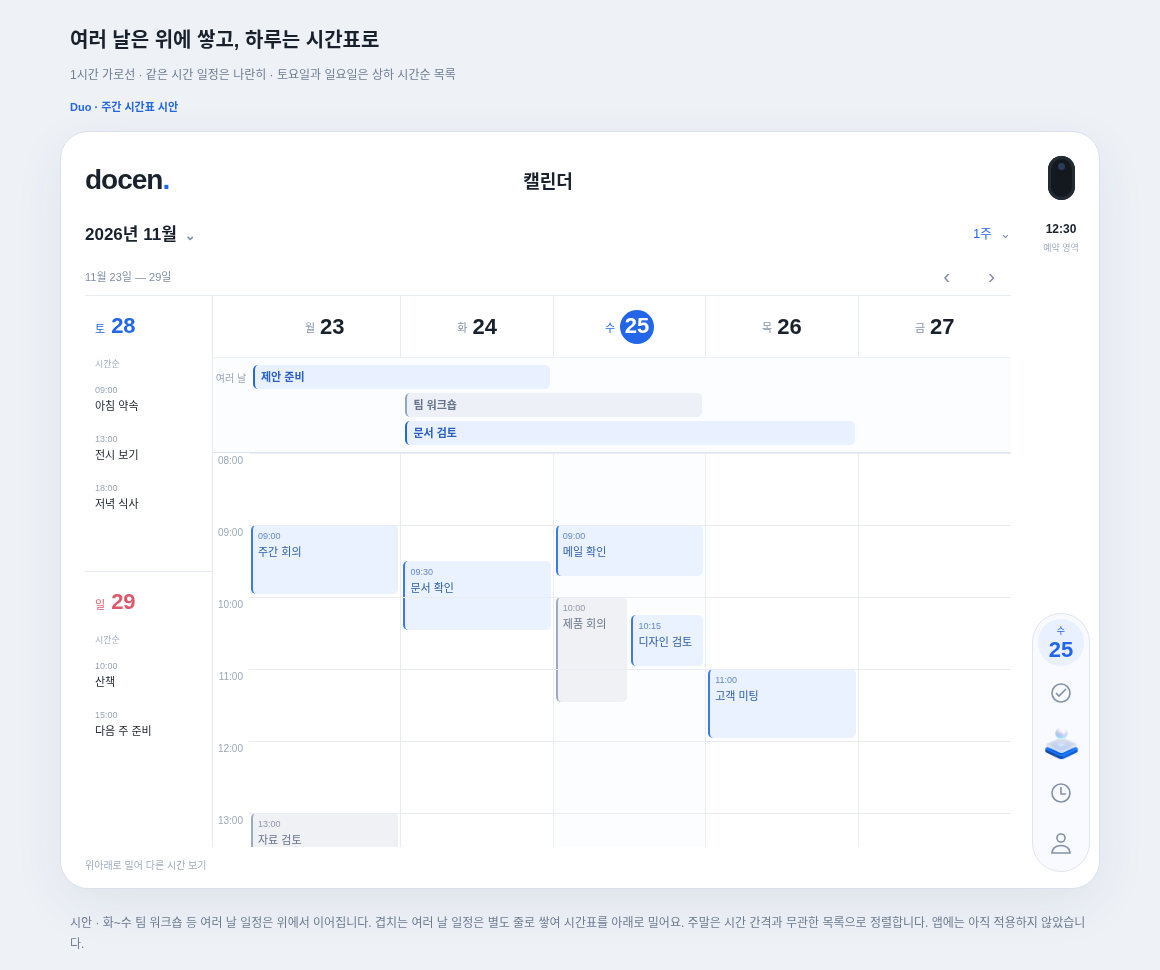 여러 날은 위에 쌓고, 하루는 시간표로
1시간 가로선 · 같은 시간 일정은 나란히 · 토요일과 일요일은 상하 시간순 목록
Duo · 주간 시간표 시안
docen.
캘린더
2026년 11월
1주
12:30
예약 영역
11월 23일 — 29일
토 28
시간순
09:00
아침 약속
13:00
전시 보기
18:00
저녁 식사
일 29
시간순
10:00
산책
15:00
다음 주 준비
월 23
화 24
수 25
목 26
금 27
여러 날
제안 준비
팀 워크숍
문서 검토
08:00
09:00
10:00
11:00
12:00
13:00
09:00
주간 회의
13:00
자료 검토
09:30
문서 확인
09:00
메일 확인
10:00
제품 회의
10:15
디자인 검토
11:00
고객 미팅
수
25
위아래로 밀어 다른 시간 보기
시안 · 화~수 팀 워크숍 등 여러 날 일정은 위에서 이어집니다. 겹치는 여러 날 일정은 별도 줄로 쌓여 시간표를 아래로 밀어요. 주말은 시간 간격과 무관한 목록으로 정렬합니다. 앱에는 아직 적용하지 않았습니
다.